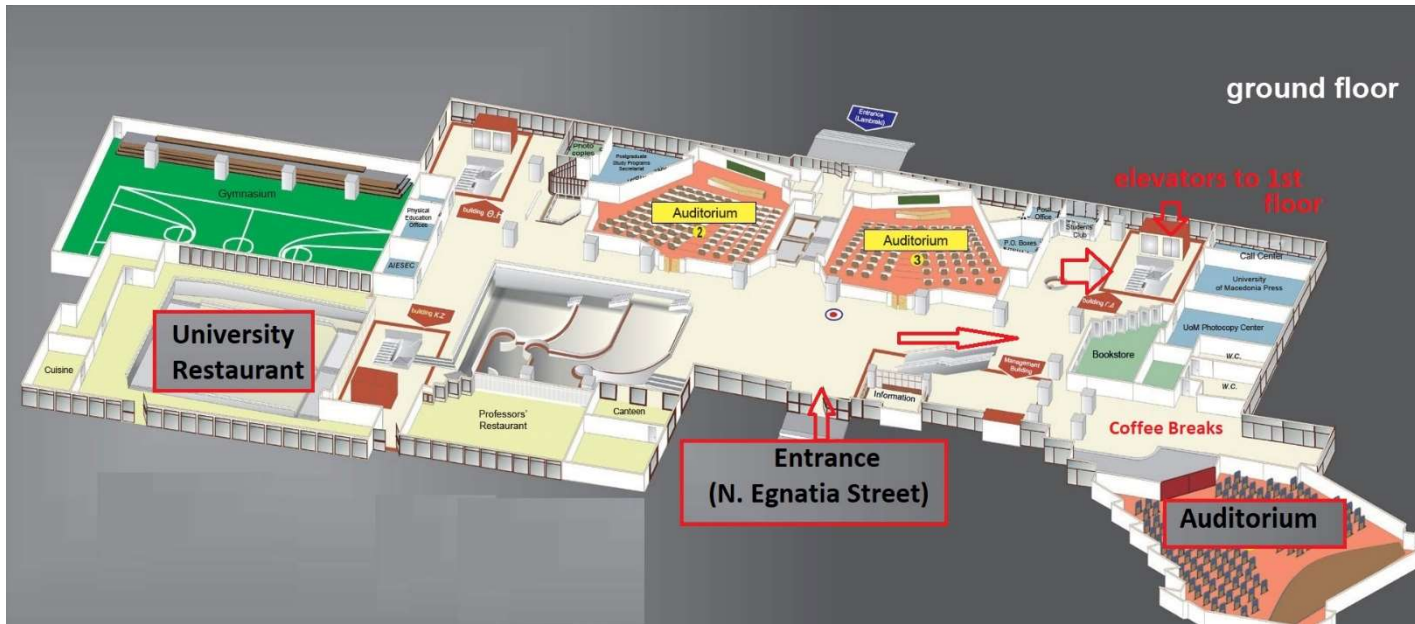 ground floor
Entrance
(Lambraki)
elevators to 1st
floor
Gymnasium
Photo
copies
Postgraduate
Study Programs
Secretariat
Physical
Education
Offices
building Θ.Η
AIESEC
building ΚΖ
Auditorium
2
Auditorium
3
Post
Office
Students
Club
P.O. Boxes
Call Center
University
of Macedonia Press
UoM Photocopy Center
W.C.
W.C.
Bookstore
Management
Building
Information
University
Restaurant
Cuisine
Professors'
Restaurant
Canteen
Entrance
(N. Egnatia Street)
Coffee Breaks
Auditorium